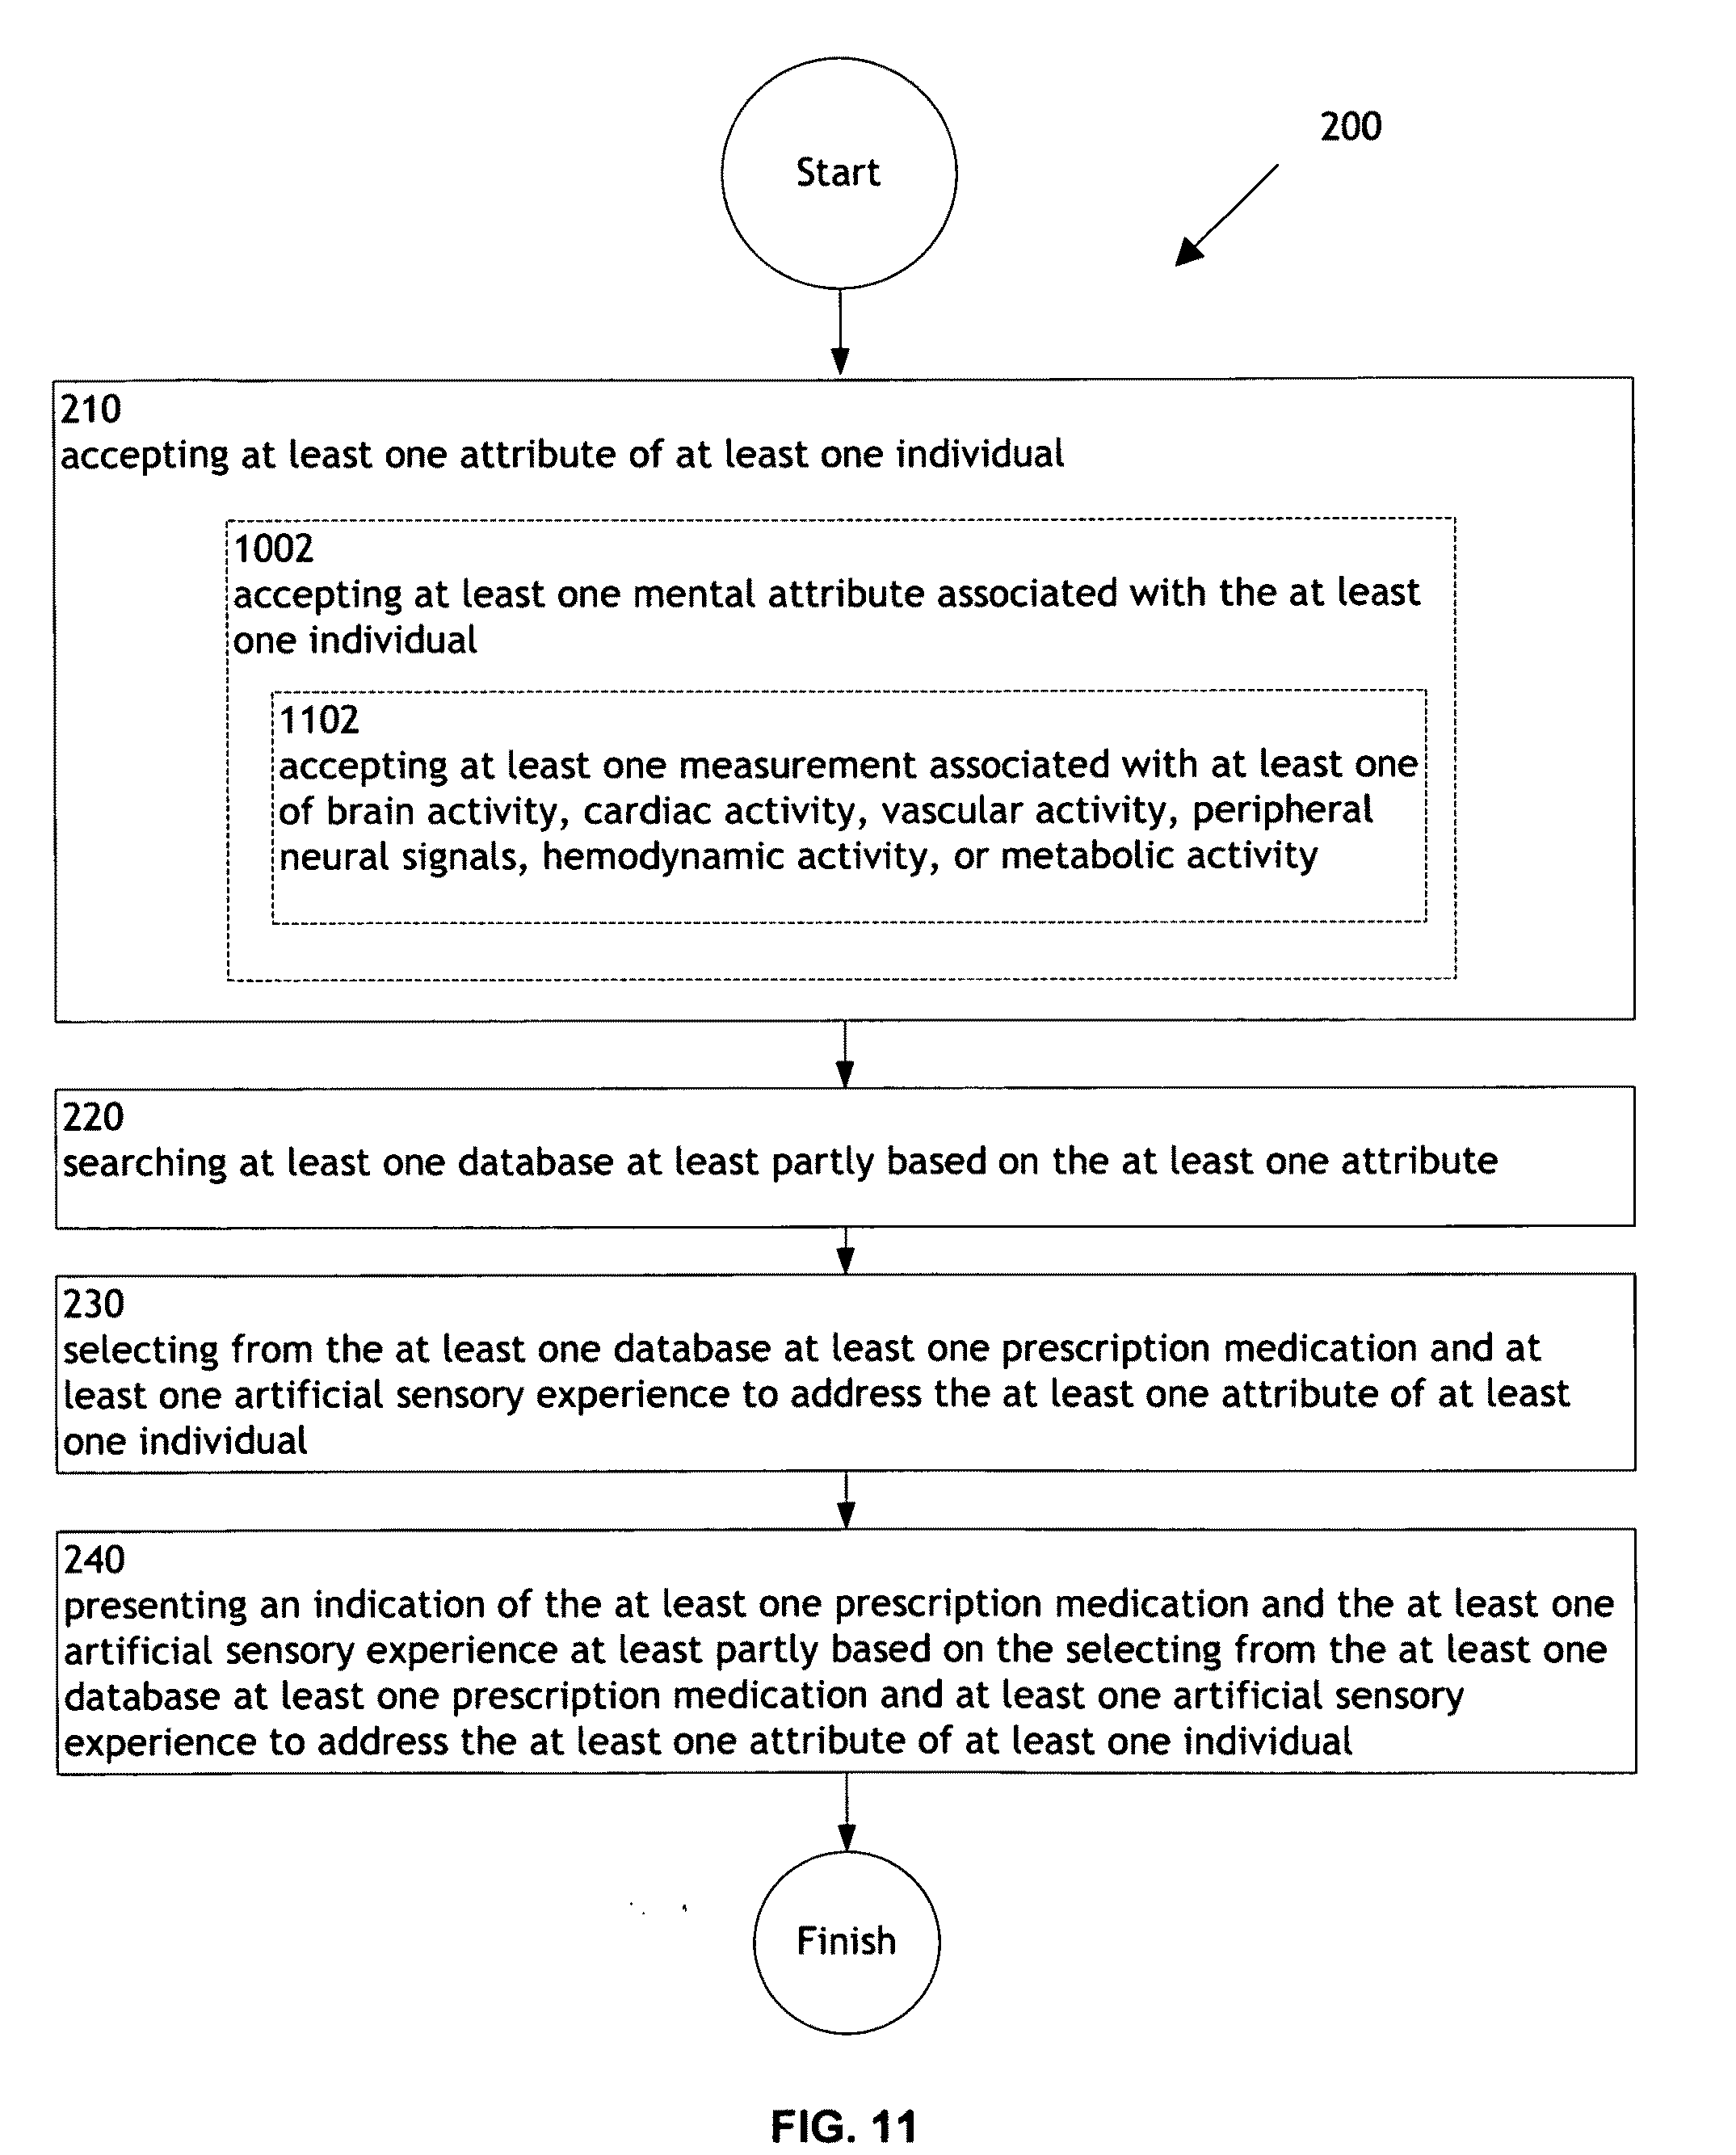 Start
200
210
accepting at least one attribute of at least one individual
1002
accepting at least one mental attribute associated with the at least
one individual
1102
accepting at least one measurement associated with at least one
of brain activity, cardiac activity, vascular activity, peripheral
neural signals, hemodynamic activity, or metabolic activity
220
searching at least one database at least partly based on the at least one attribute
230
selecting from the at least one database at least one prescription medication and at
least one artificial sensory experience to address the at least one attribute of at least
one individual
240
presenting an indication of the at least one prescription medication and the at least one
artificial sensory experience at least partly based on the selecting from the at least one
database at least one prescription medication and at least one artificial sensory
experience to address the at least one attribute of at least one individual
Finish
FIG. 11